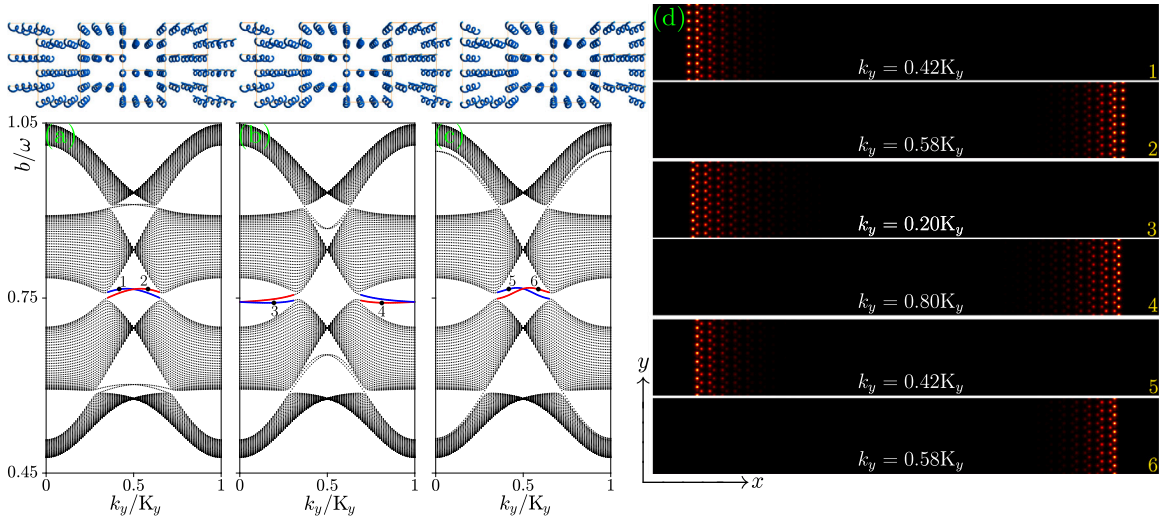 (a)
(b)
(c)
(d)
1.05
0.75
0.45
b/ω
1
2
3
4
5
6
0
0.5
1
0
0.5
1
0
0.5
1
k_y/K_y
k_y/K_y
k_y/K_y
k_y = 0.42K_y
1
k_y = 0.58K_y
2
k_y = 0.20K_y
3
k_y = 0.80K_y
4
k_y = 0.42K_y
5
k_y = 0.58K_y
6
y
x